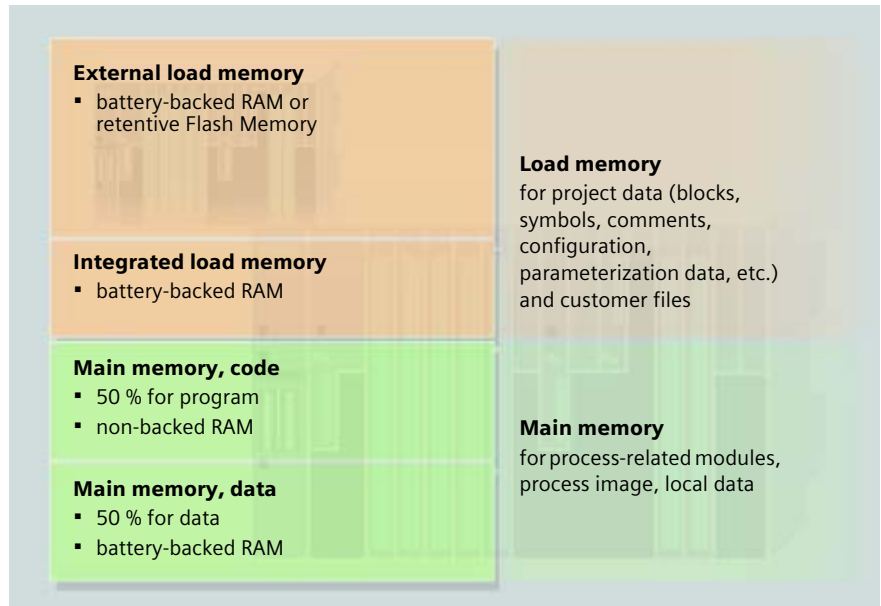 External load memory
▪ battery-backed RAM or
retentive Flash Memory
Integrated load memory
▪ battery-backed RAM
Main memory, code
▪ 50 % for program
▪ non-backed RAM
Main memory, data
▪ 50 % for data
▪ battery-backed RAM
Load memory
for project data (blocks,
symbols, comments,
configuration,
parameterization data, etc.)
and customer files
Main memory
for process-related modules,
process image, local data